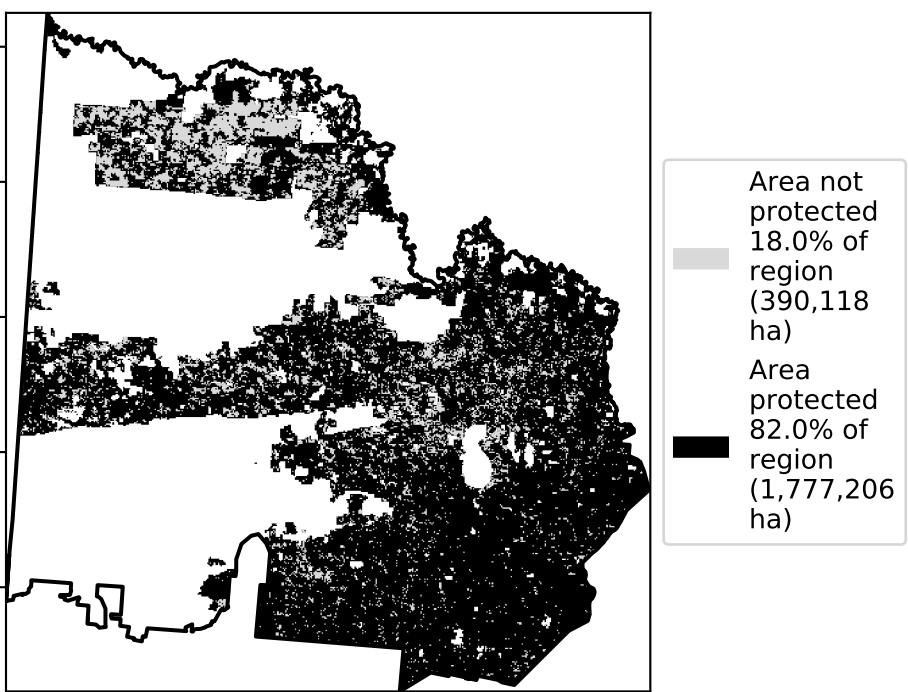 Area not
protected
18.0% of
region
(390,118
ha)
Area
protected
82.0% of
region
(1,777,206
ha)